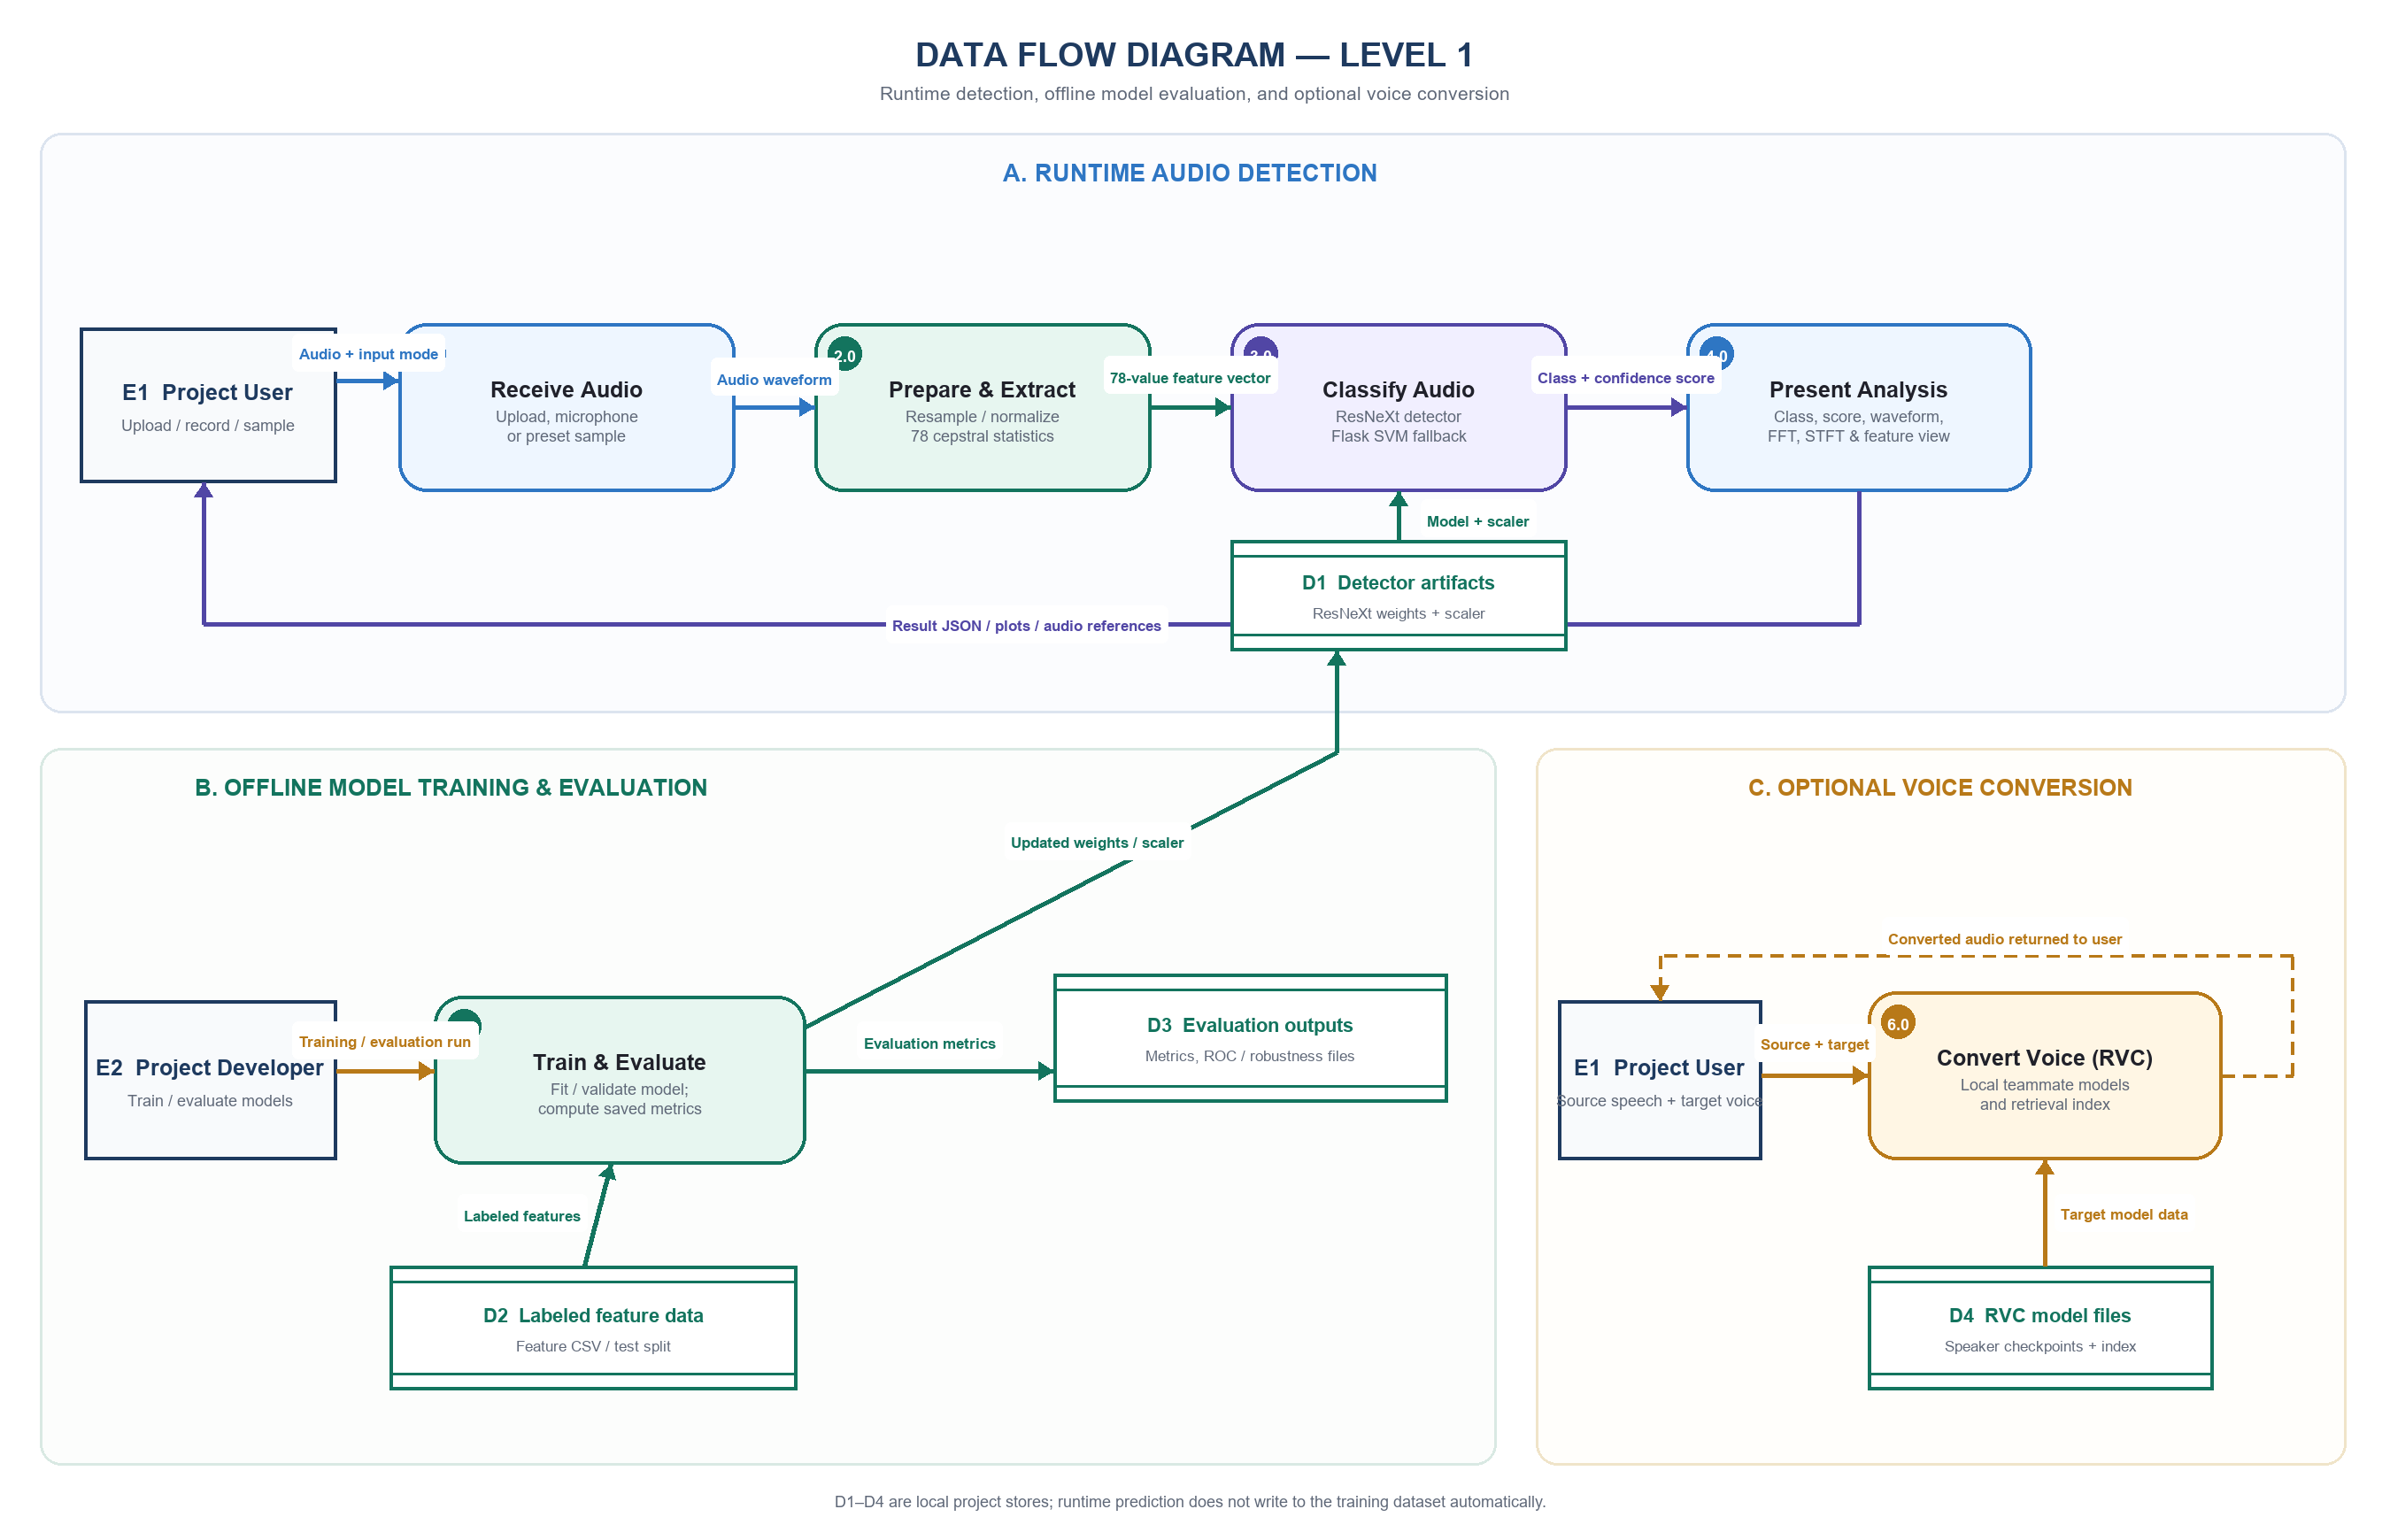 DATA FLOW DIAGRAM — LEVEL 1
Runtime detection, offline model evaluation, and optional voice conversion
A. RUNTIME AUDIO DETECTION
E1 Project User
Upload / record / sample
Audio + input mode
Receive Audio
Upload, microphone
or preset sample
Audio waveform
2.0
Prepare & Extract
Resample / normalize
78 cepstral statistics
78-value feature vector
3.0
Classify Audio
ResNeXt detector
Flask SVM fallback
Class + confidence score
4.0
Present Analysis
Class, score, waveform,
FFT, STFT & feature view
Model + scaler
D1 Detector artifacts
ResNeXt weights + scaler
Result JSON / plots / audio references
B. OFFLINE MODEL TRAINING & EVALUATION
Updated weights / scaler
E2 Project Developer
Train / evaluate models
Training / evaluation run
Train & Evaluate
Fit / validate model;
compute saved metrics
Evaluation metrics
D3 Evaluation outputs
Metrics, ROC / robustness files
Labeled features
D2 Labeled feature data
Feature CSV / test split
C. OPTIONAL VOICE CONVERSION
Converted audio returned to user
E1 Project User
Source speech + target voice
Source + target
6.0
Convert Voice (RVC)
Local teammate models
and retrieval index
Target model data
D4 RVC model files
Speaker checkpoints + index
D1–D4 are local project stores; runtime prediction does not write to the training dataset automatically.